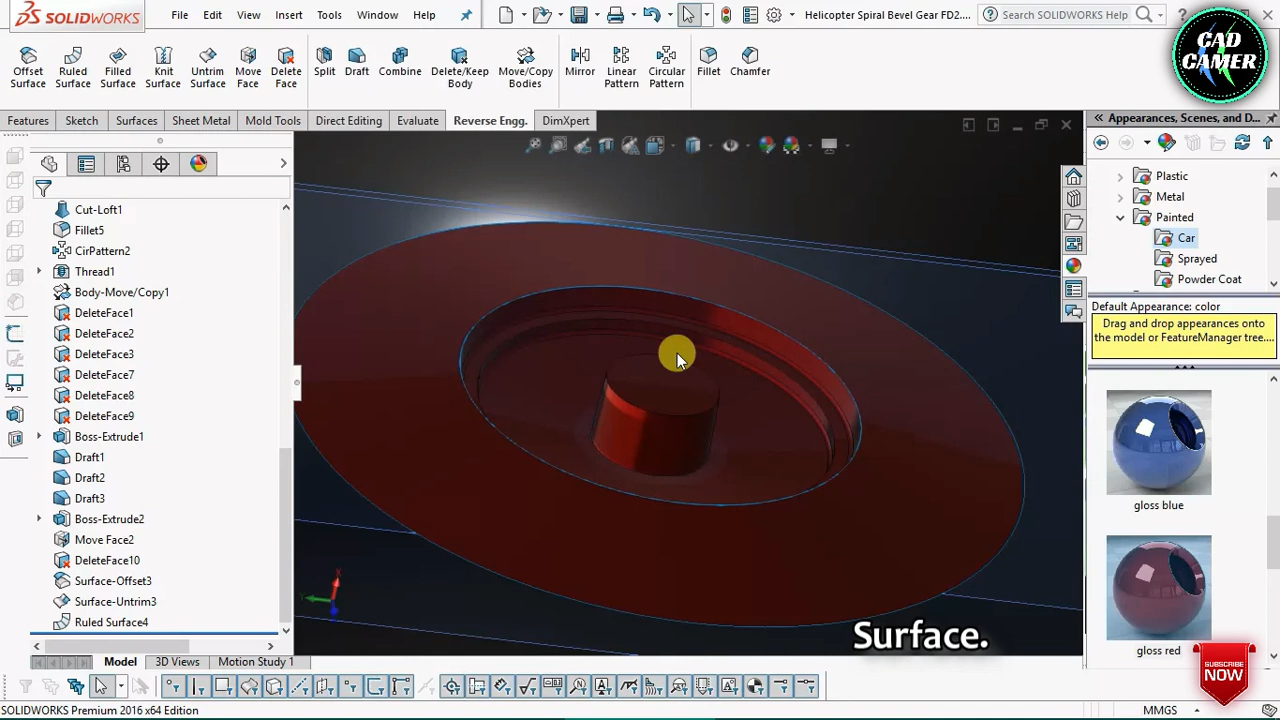 SOLIDWORKS
File
Edit
View
Insert
Tools
Window
Help
Helicopter Spiral Bevel Gear FD2....
Search SOLIDWORKS Help
CAD
CAMER
Offset
Surface
Ruled
Surface
Filled
Surface
Knit
Surface
Untrim
Surface
Move
Face
Delete
Face
Split
Draft
Combine
Delete/Keep
Body
Move/Copy
Bodies
Mirror
Linear
Pattern
Circular
Pattern
Fillet
Chamfer
Features
Sketch
Surfaces
Sheet Metal
Mold Tools
Direct Editing
Evaluate
Reverse Engg.
DimXpert
Cut-Loft1
Fillet5
CirPattern2
Thread1
Body-Move/Copy1
DeleteFace1
DeleteFace2
DeleteFace3
DeleteFace7
DeleteFace8
DeleteFace9
Boss-Extrude1
Draft1
Draft2
Draft3
Boss-Extrude2
Move Face2
DeleteFace10
Surface-Offset3
Surface-Untrim3
Ruled Surface4
Appearances, Scenes, and D...
Plastic
Metal
Painted
Car
Sprayed
Powder Coat
Default Appearance: color
Drag and drop appearances onto
the model or FeatureManager tree....
gloss blue
gloss red
Surface.
SUBSCRIBE
NOW
Model
3D Views
Motion Study 1
SOLIDWORKS Premium 2016 x64 Edition
MMGS